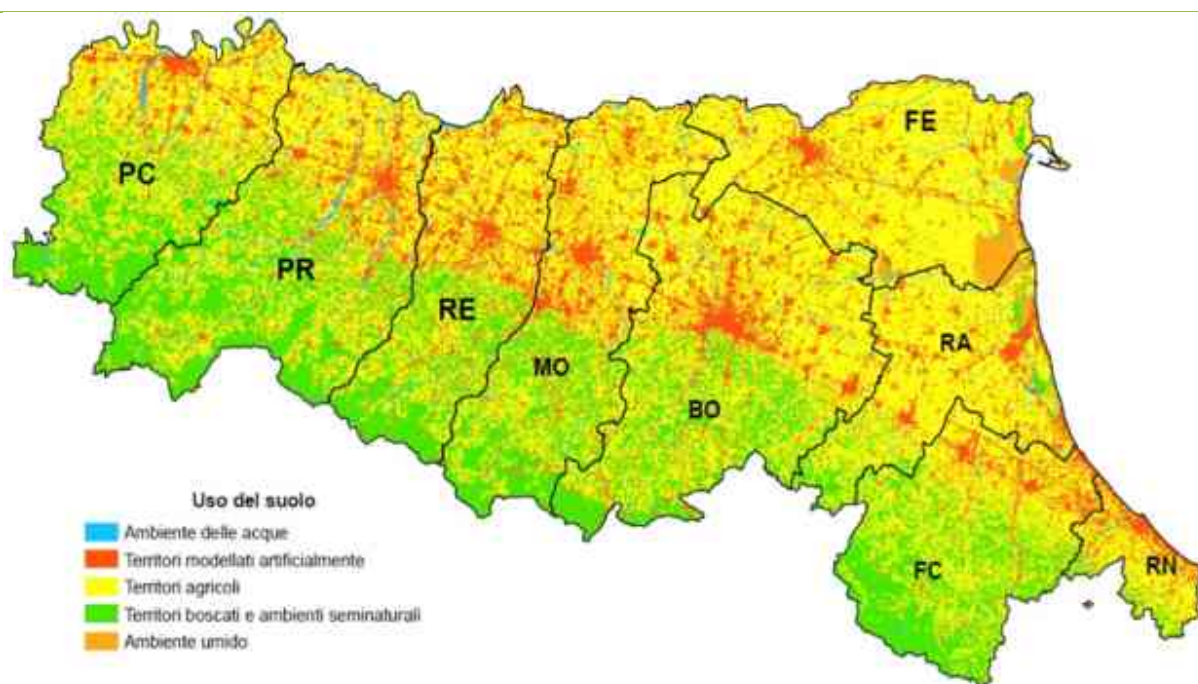 FE
PC
PR
RE
RA
MO
BO
FC
RN
Uso del suolo
Ambiente delle acque
Territori modellati artificialmente
Territori agricoli
Territori boscati e ambienti seminaturali
Ambiente umido